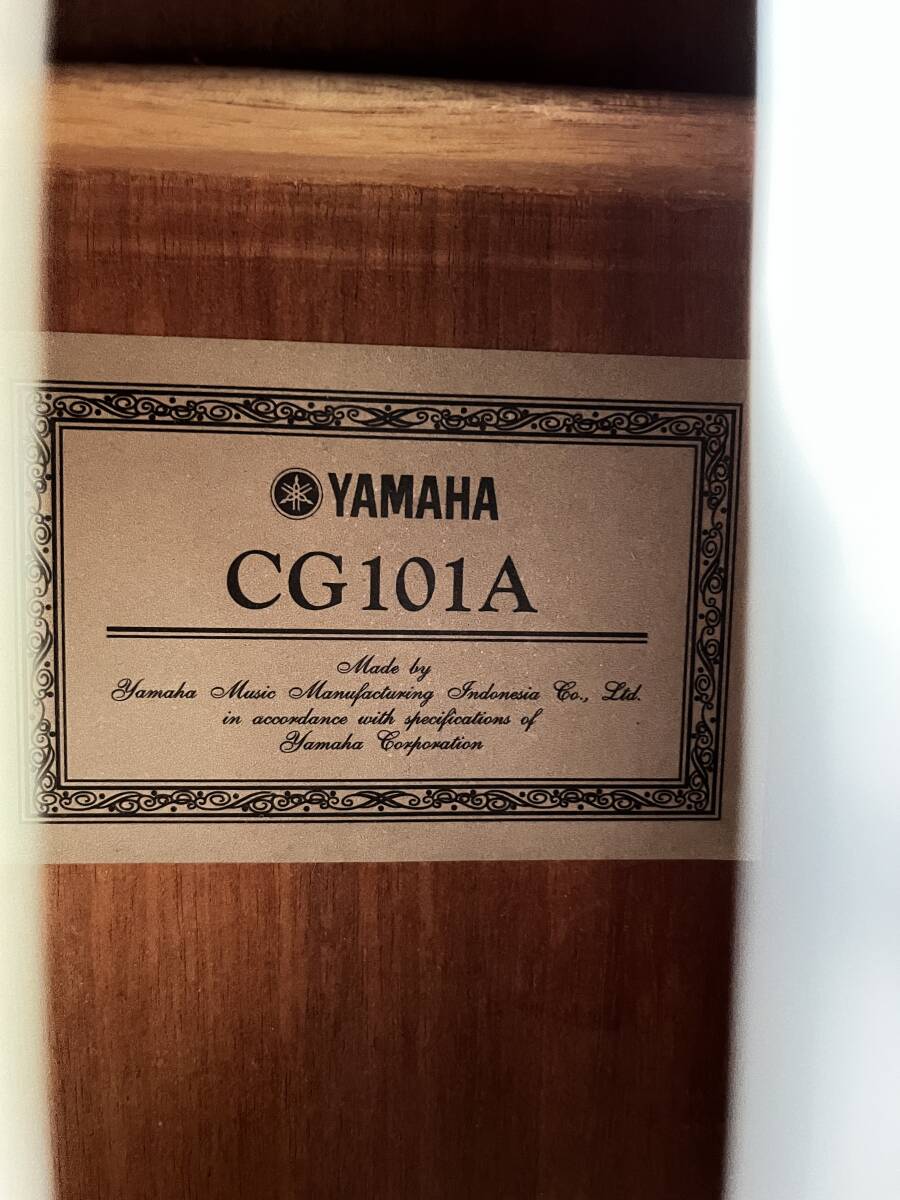 YAMAHA
CG101A
Made by
Yamaha Music Manufacturing Indonesia Co., Ltd.
in accordance with specifications of
Yamaha Corporation